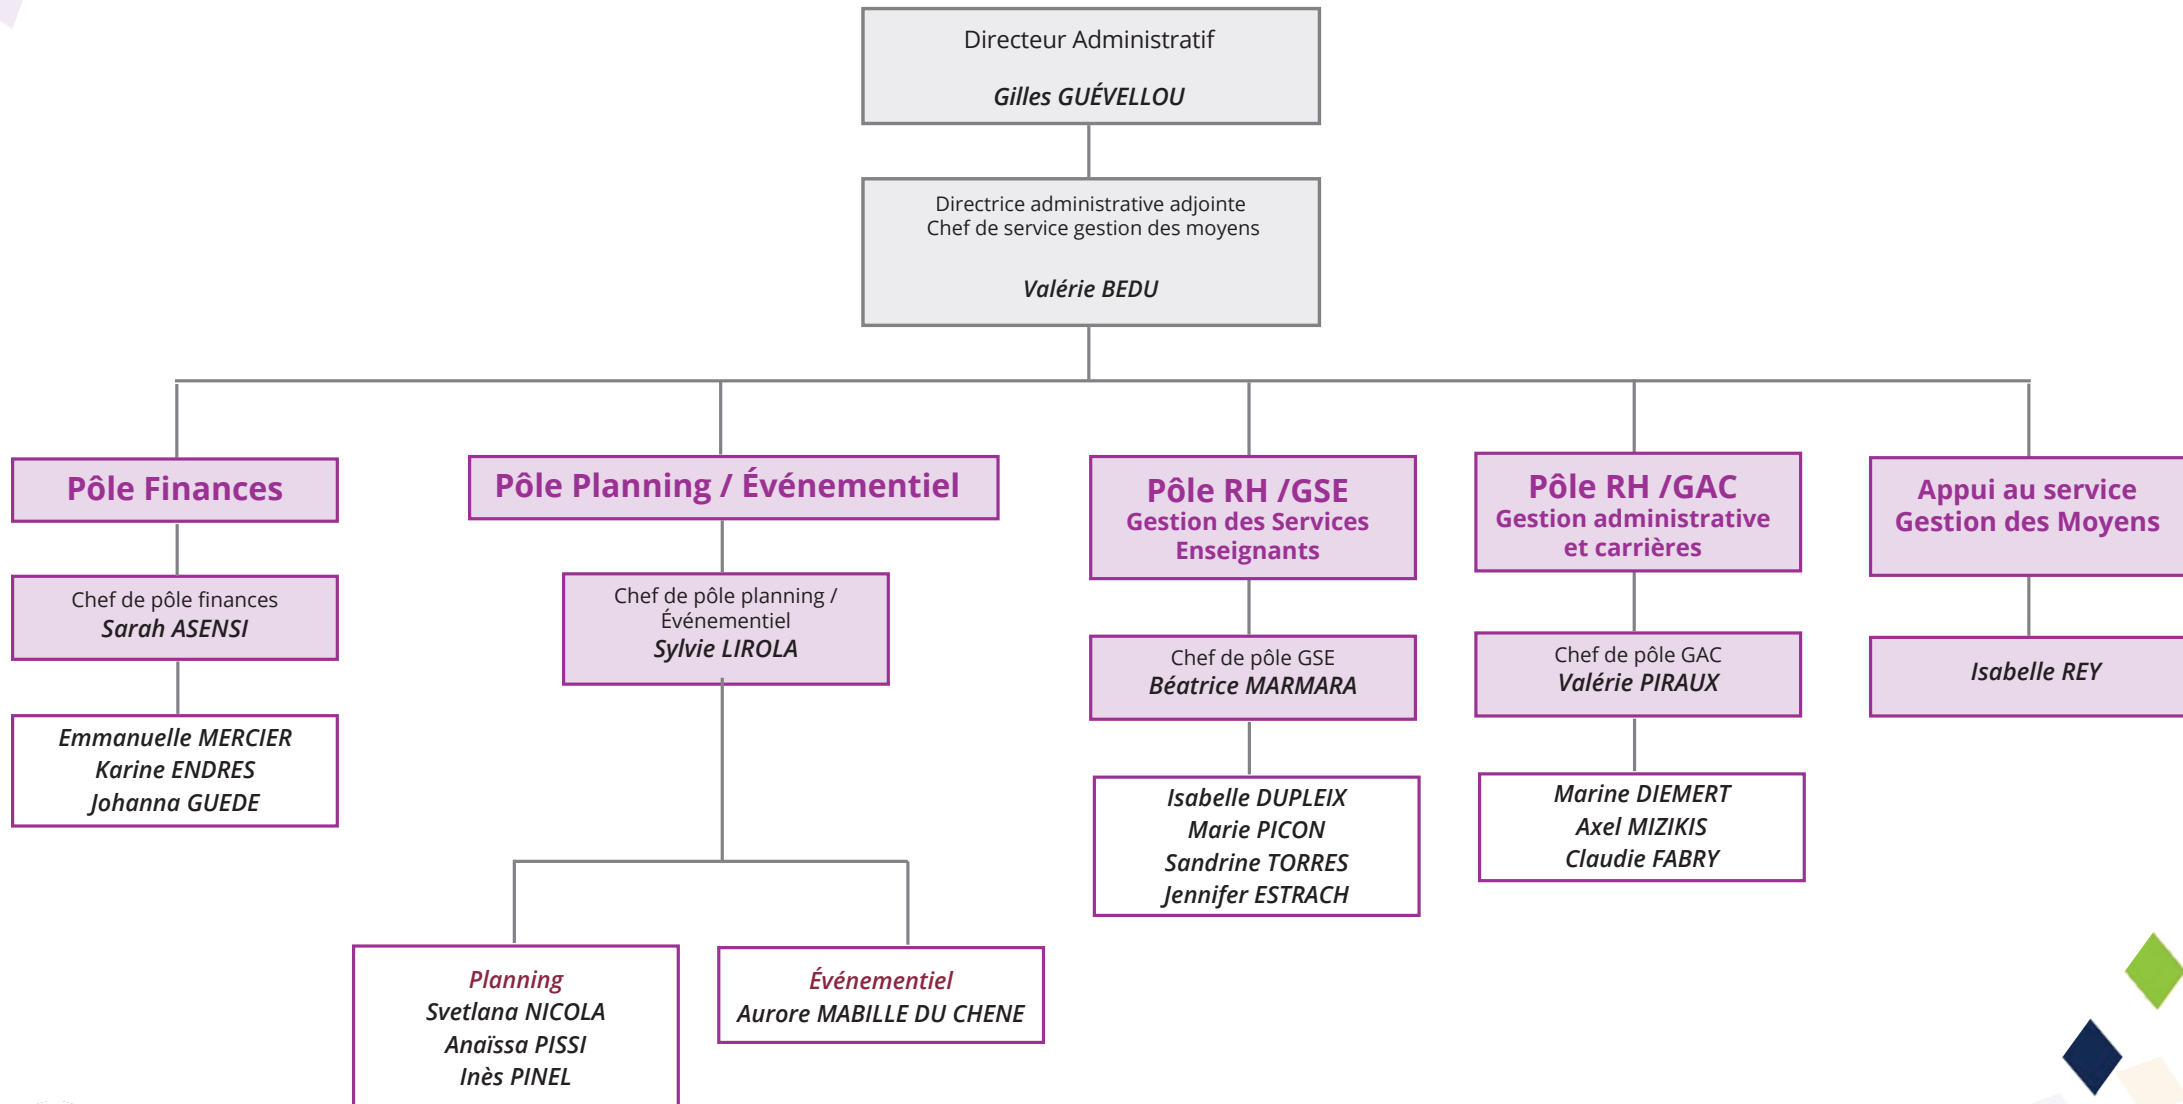 Directeur Administratif
Gilles GUÉVELLOU
Directrice administrative adjointe
Chef de service gestion des moyens
Valérie BEDU
Pôle Finances
Chef de pôle finances
Sarah ASENSI
Emmanuelle MERCIER
Karine ENDRES
Johanna GUEDE
Pôle Planning / Événementiel
Chef de pôle planning /
Événementiel
Sylvie LIROLA
Planning
Svetlana NICOLA
Anaïssa PISSI
Inès PINEL
Événementiel
Aurore MABILLE DU CHENE
Pôle RH /GSE
Gestion des Services
Enseignants
Chef de pôle GSE
Béatrice MARMARA
Isabelle DUPLEIX
Marie PICON
Sandrine TORRES
Jennifer ESTRACH
Pôle RH /GAC
Gestion administrative
et carrières
Chef de pôle GAC
Valérie PIRAUX
Marine DIEMERT
Axel MIZIKIS
Claudie FABRY
Appui au service
Gestion des Moyens
Isabelle REY